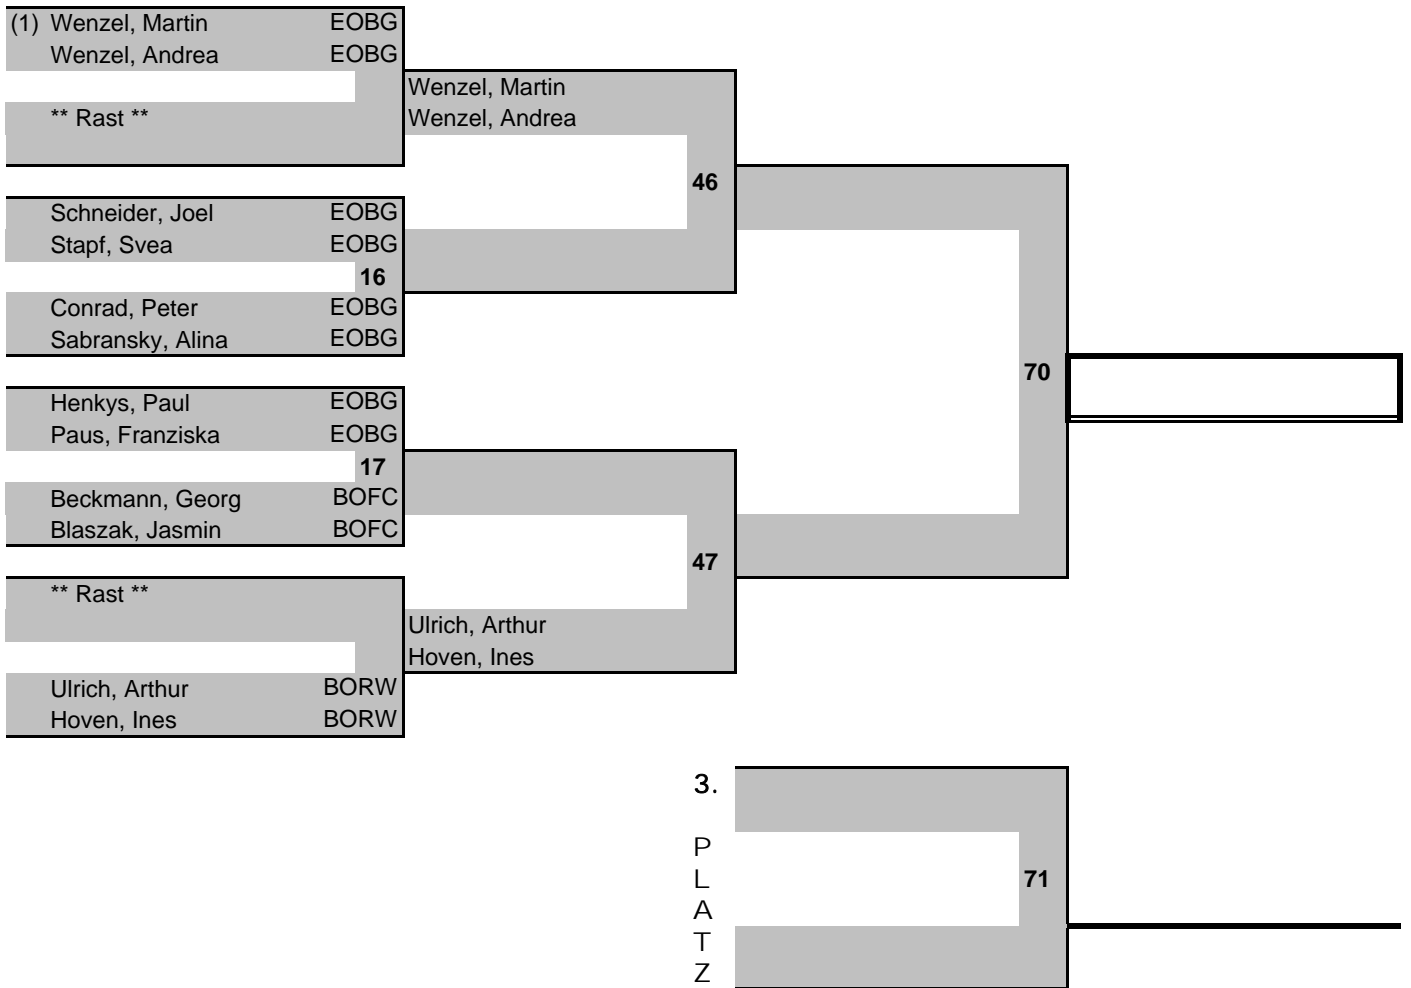 (1) Wenzel, Martin EOBG
Wenzel, Andrea EOBG
** Rast **
Schneider, Joel EOBG
Stapf, Svea EOBG
16
Conrad, Peter EOBG
Sabransky, Alina EOBG
Henkys, Paul EOBG
Paus, Franziska EOBG
17
Beckmann, Georg BOFC
Blaszak, Jasmin BOFC
** Rast **
Ulrich, Arthur BORW
Hoven, Ines BORW
Wenzel, Martin
Wenzel, Andrea
46
47
Ulrich, Arthur
Hoven, Ines
70
3.
P
L
A
T
Z
71